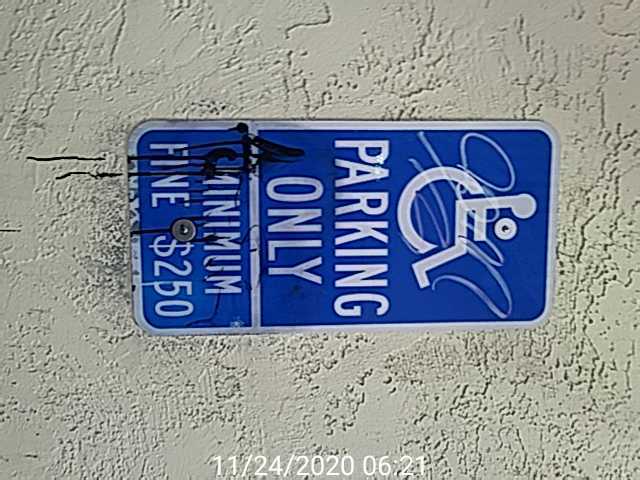 PARKING
ONLY
MINIMUM
FINE $250
11/24/2020 06:21